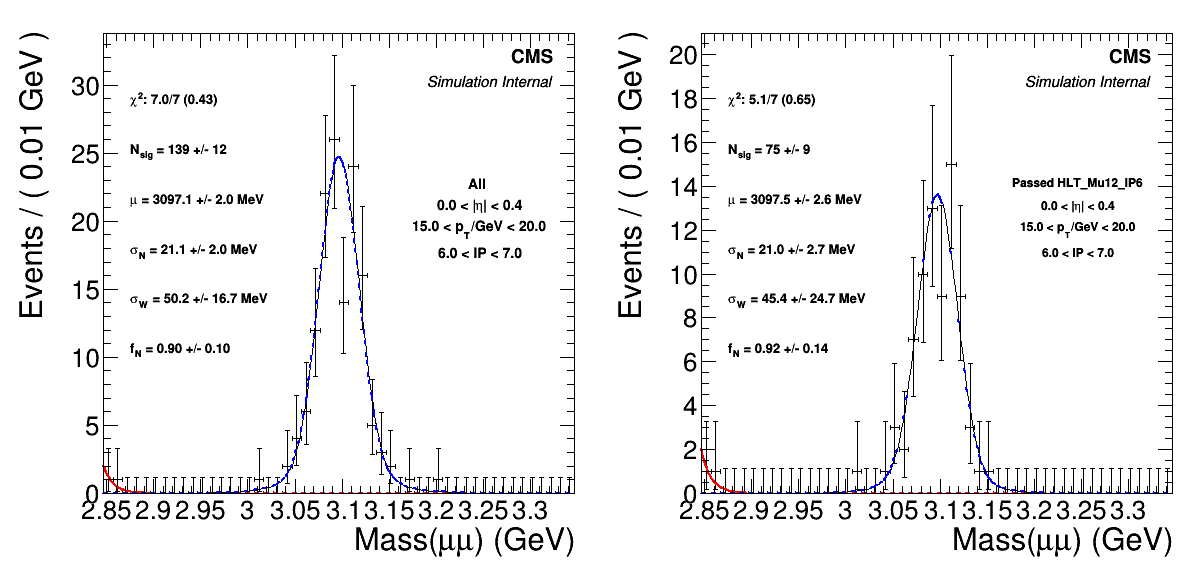 CMS
Simulation Internal
χ²: 7.0/7 (0.43)
N_sig = 139 +/- 12
μ = 3097.1 +/- 2.0 MeV
σ_N = 21.1 +/- 2.0 MeV
σ_W = 50.2 +/- 16.7 MeV
f_N = 0.90 +/- 0.10
All
0.0 < |η| < 0.4
15.0 < p_T/GeV < 20.0
6.0 < IP < 7.0
Events / ( 0.01 GeV )
30
25
20
15
10
5
0
2.85 2.9 2.95 3 3.05 3.1 3.15 3.2 3.25 3.3
Mass(μμ) (GeV)
CMS
Simulation Internal
χ²: 5.1/7 (0.65)
N_sig = 75 +/- 9
μ = 3097.5 +/- 2.6 MeV
σ_N = 21.0 +/- 2.7 MeV
σ_W = 45.4 +/- 24.7 MeV
f_N = 0.92 +/- 0.14
Passed HLT_Mu12_IP6
0.0 < |η| < 0.4
15.0 < p_T/GeV < 20.0
6.0 < IP < 7.0
Events / ( 0.01 GeV )
20
18
16
14
12
10
8
6
4
2
0
2.85 2.9 2.95 3 3.05 3.1 3.15 3.2 3.25 3.3
Mass(μμ) (GeV)